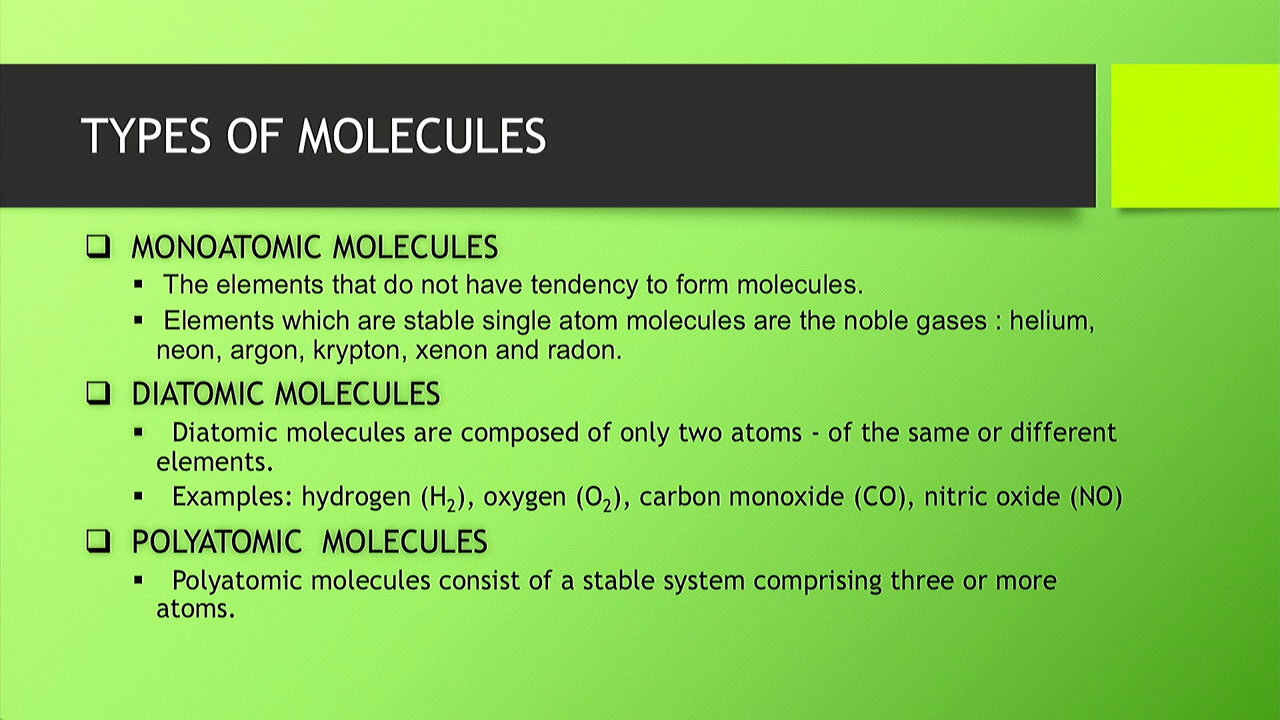 TYPES OF MOLECULES
❑ MONOATOMIC MOLECULES
▪ The elements that do not have tendency to form molecules.
▪ Elements which are stable single atom molecules are the noble gases : helium,
neon, argon, krypton, xenon and radon.
❑ DIATOMIC MOLECULES
▪ Diatomic molecules are composed of only two atoms - of the same or different
elements.
▪ Examples: hydrogen (H₂), oxygen (O₂), carbon monoxide (CO), nitric oxide (NO)
❑ POLYATOMIC MOLECULES
▪ Polyatomic molecules consist of a stable system comprising three or more
atoms.